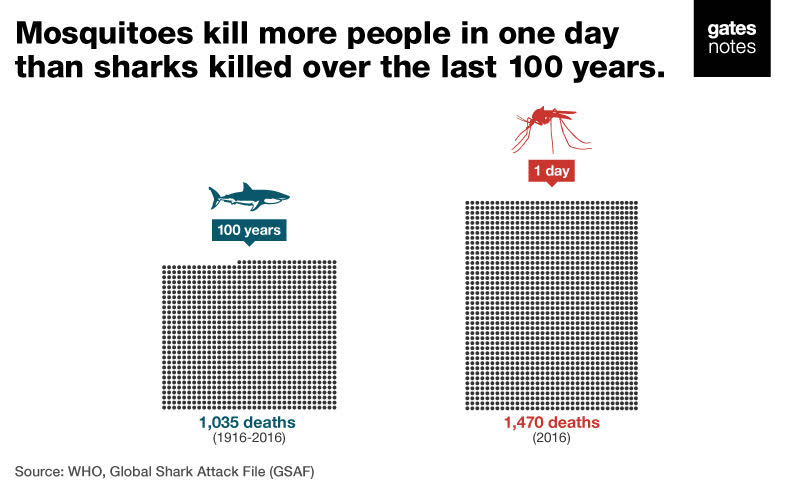 Mosquitoes kill more people in one day
than sharks killed over the last 100 years.
gates
notes
1 day
100 years
1,035 deaths
(1916-2016)
1,470 deaths
(2016)
Source: WHO, Global Shark Attack File (GSAF)